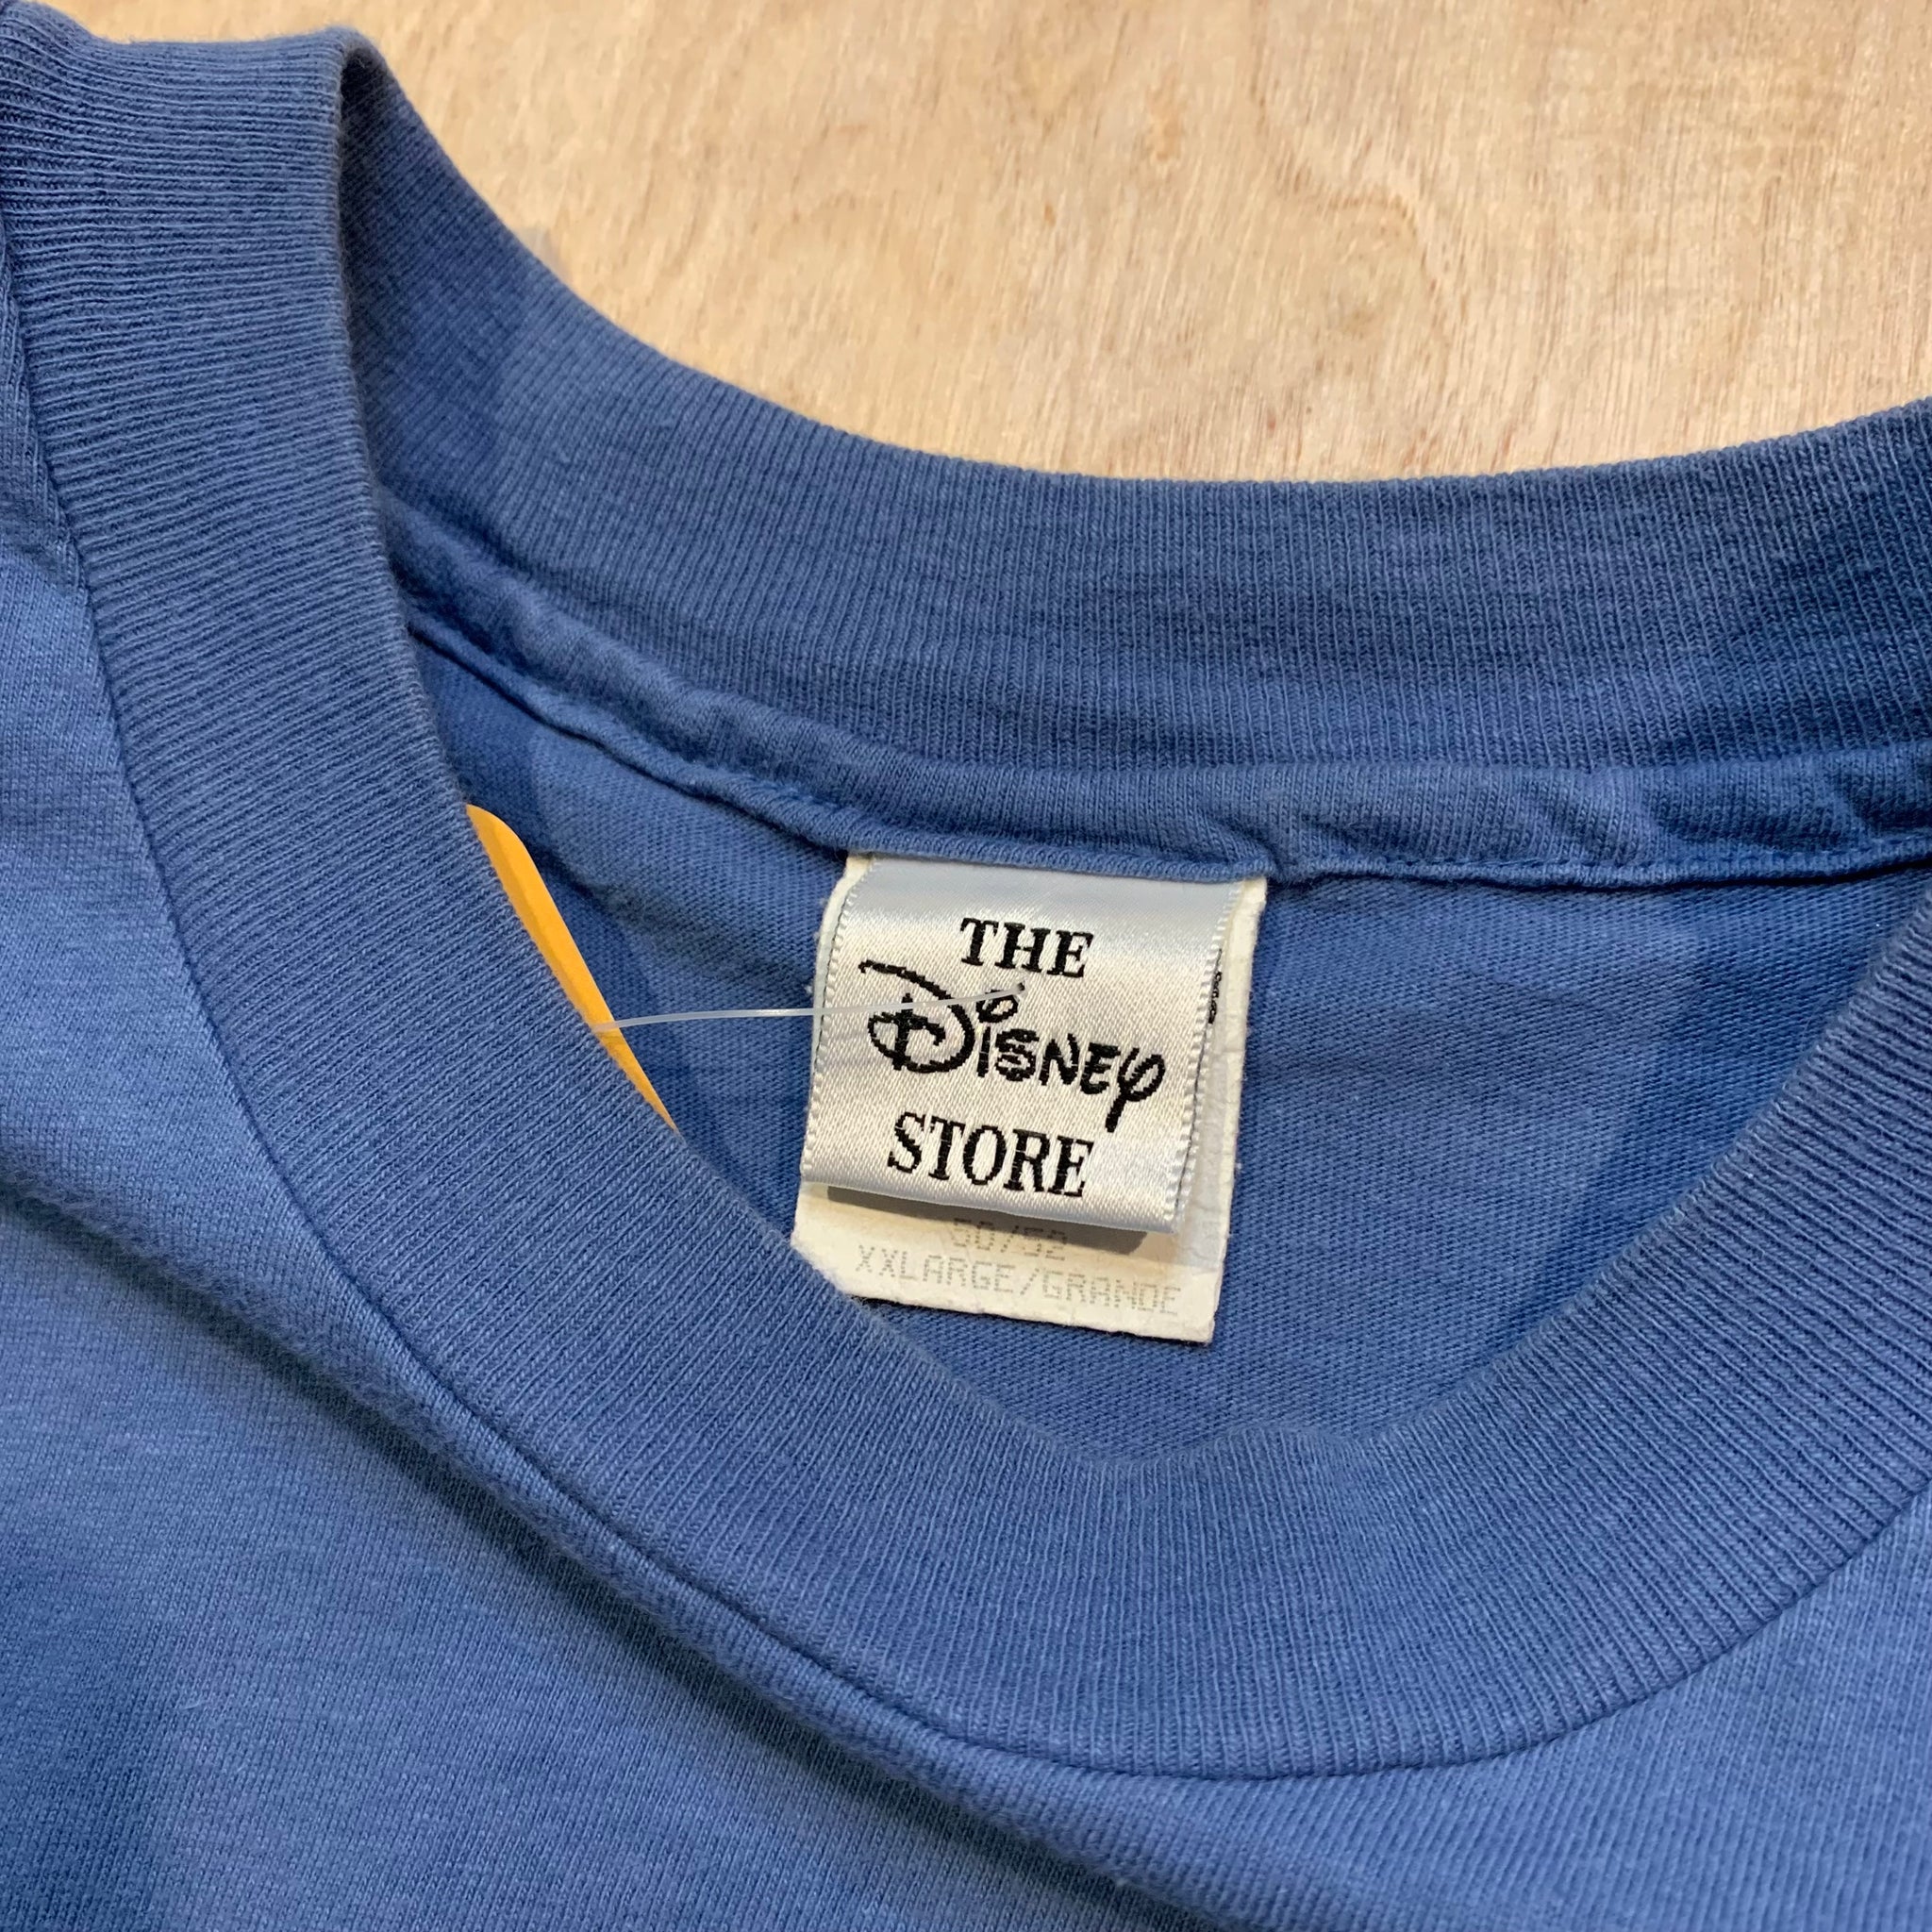 THE
Disney
STORE
50/52
XXLARGE/GRANDE